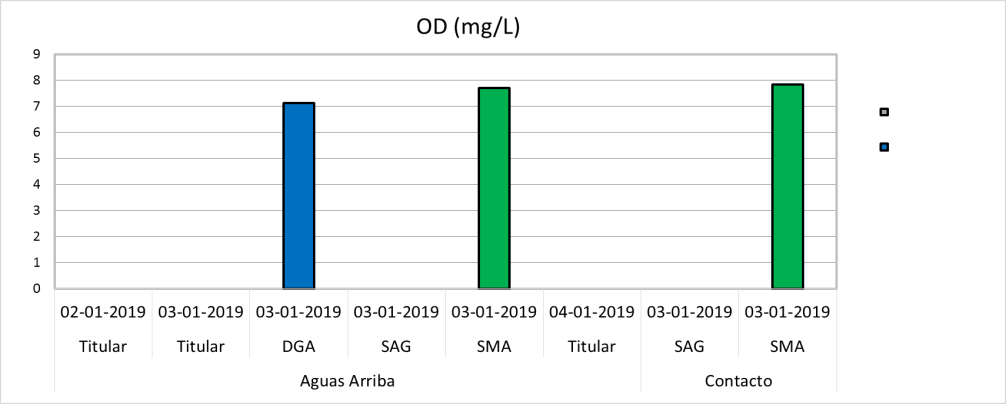 OD (mg/L)
9
8
7
6
5
4
3
2
1
0
02-01-2019 03-01-2019 03-01-2019 03-01-2019 03-01-2019 04-01-2019 03-01-2019 03-01-2019
Titular Titular DGA SAG SMA Titular SAG SMA
Aguas Arriba Contacto